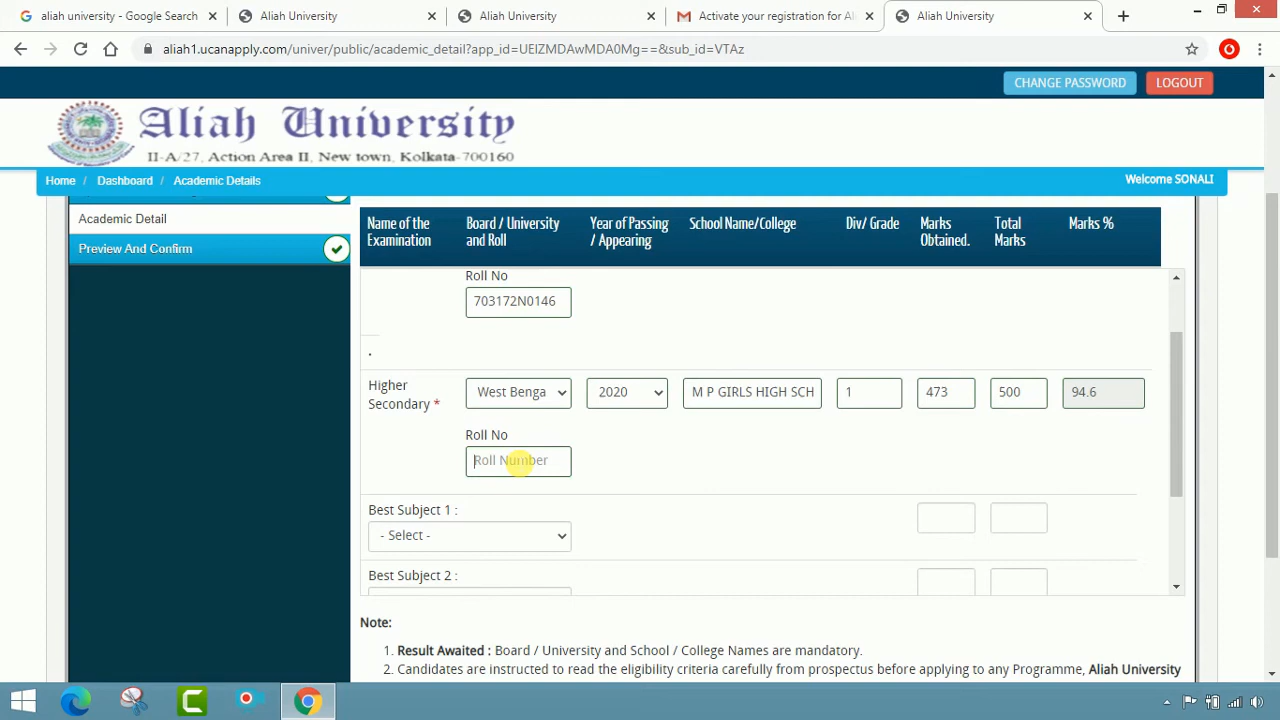 aliah university - Google Search
Aliah University
Aliah University
Activate your registration for Al
Aliah University
aliah1.ucanapply.com/univer/public/academic_detail?app_id=UEIZMDAwMDA0Mg==&sub_id=VTAz
CHANGE PASSWORD
LOGOUT
Aliah University
II-A/27, Action Area II, New town, Kolkata-700160
Home / Dashboard / Academic Details
Welcome SONALI
Academic Detail
Preview And Confirm
Name of the Examination
Board / University and Roll
Year of Passing / Appearing
School Name/College
Div/ Grade
Marks Obtained.
Total Marks
Marks %
Roll No
703172N0146
.
Higher Secondary *
West Benga
2020
M P GIRLS HIGH SCH
1
473
500
94.6
Roll No
Roll Number
Best Subject 1 :
- Select -
Best Subject 2 :
Note:
1. Result Awaited : Board / University and School / College Names are mandatory.
2. Candidates are instructed to read the eligibility criteria carefully from prospectus before applying to any Programme, Aliah University